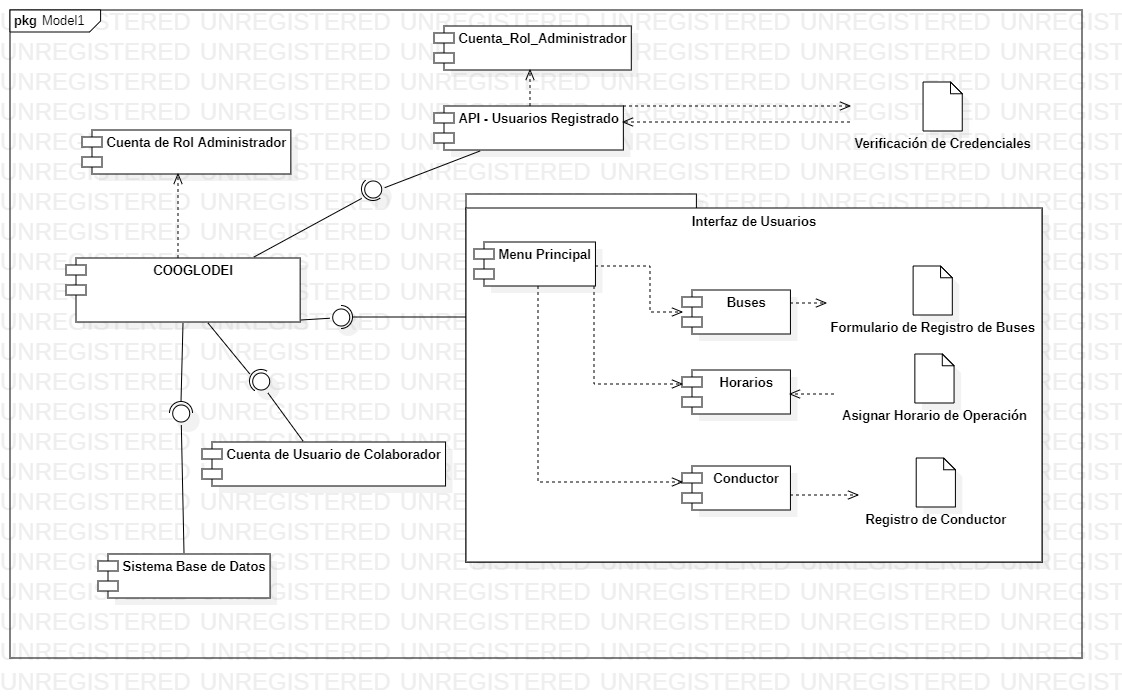 pkg Model1
Cuenta_Rol_Administrador
API - Usuarios Registrado
Verificación de Credenciales
Cuenta de Rol Administrador
Interfaz de Usuarios
Menu Principal
COOGLODEI
Buses
Formulario de Registro de Buses
Horarios
Asignar Horario de Operación
Cuenta de Usuario de Colaborador
Conductor
Registro de Conductor
Sistema Base de Datos
UNREGISTERED